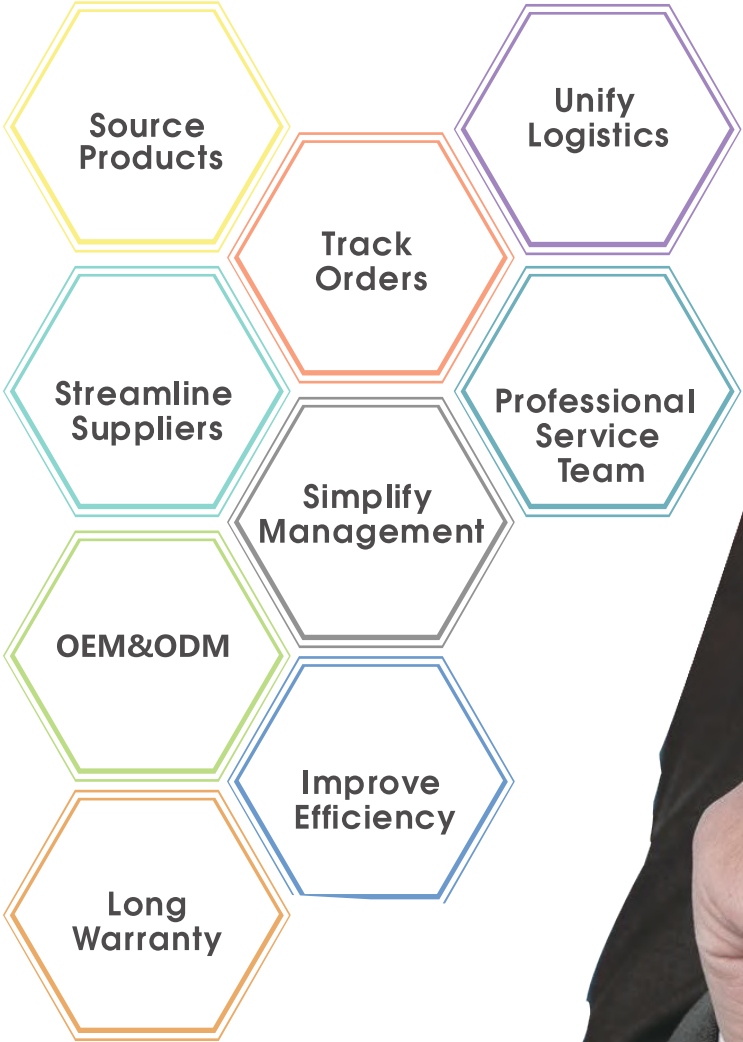 Source
Products
Unify
Logistics
Track
Orders
Streamline
Suppliers
Professional
Service
Team
Simplify
Management
OEM&ODM
Improve
Efficiency
Long
Warranty